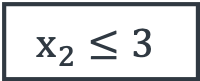 x₂ ≤ 3